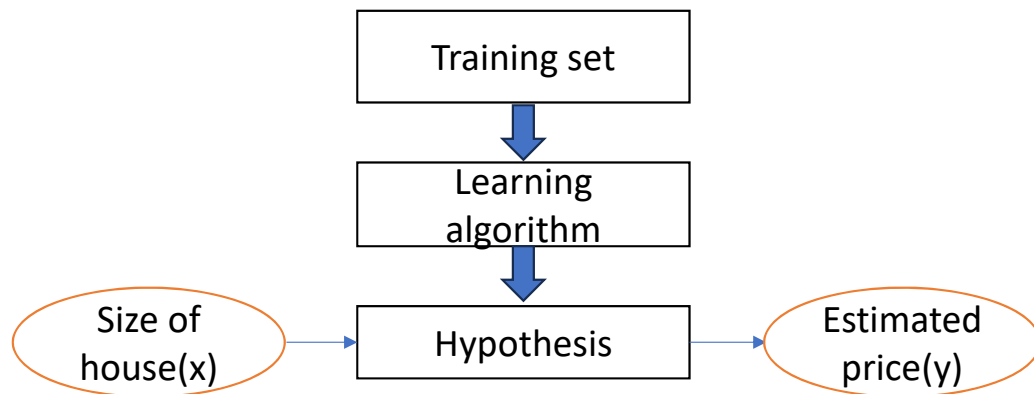 Training set
Learning
algorithm
Size of
house(x)
Hypothesis
Estimated
price(y)